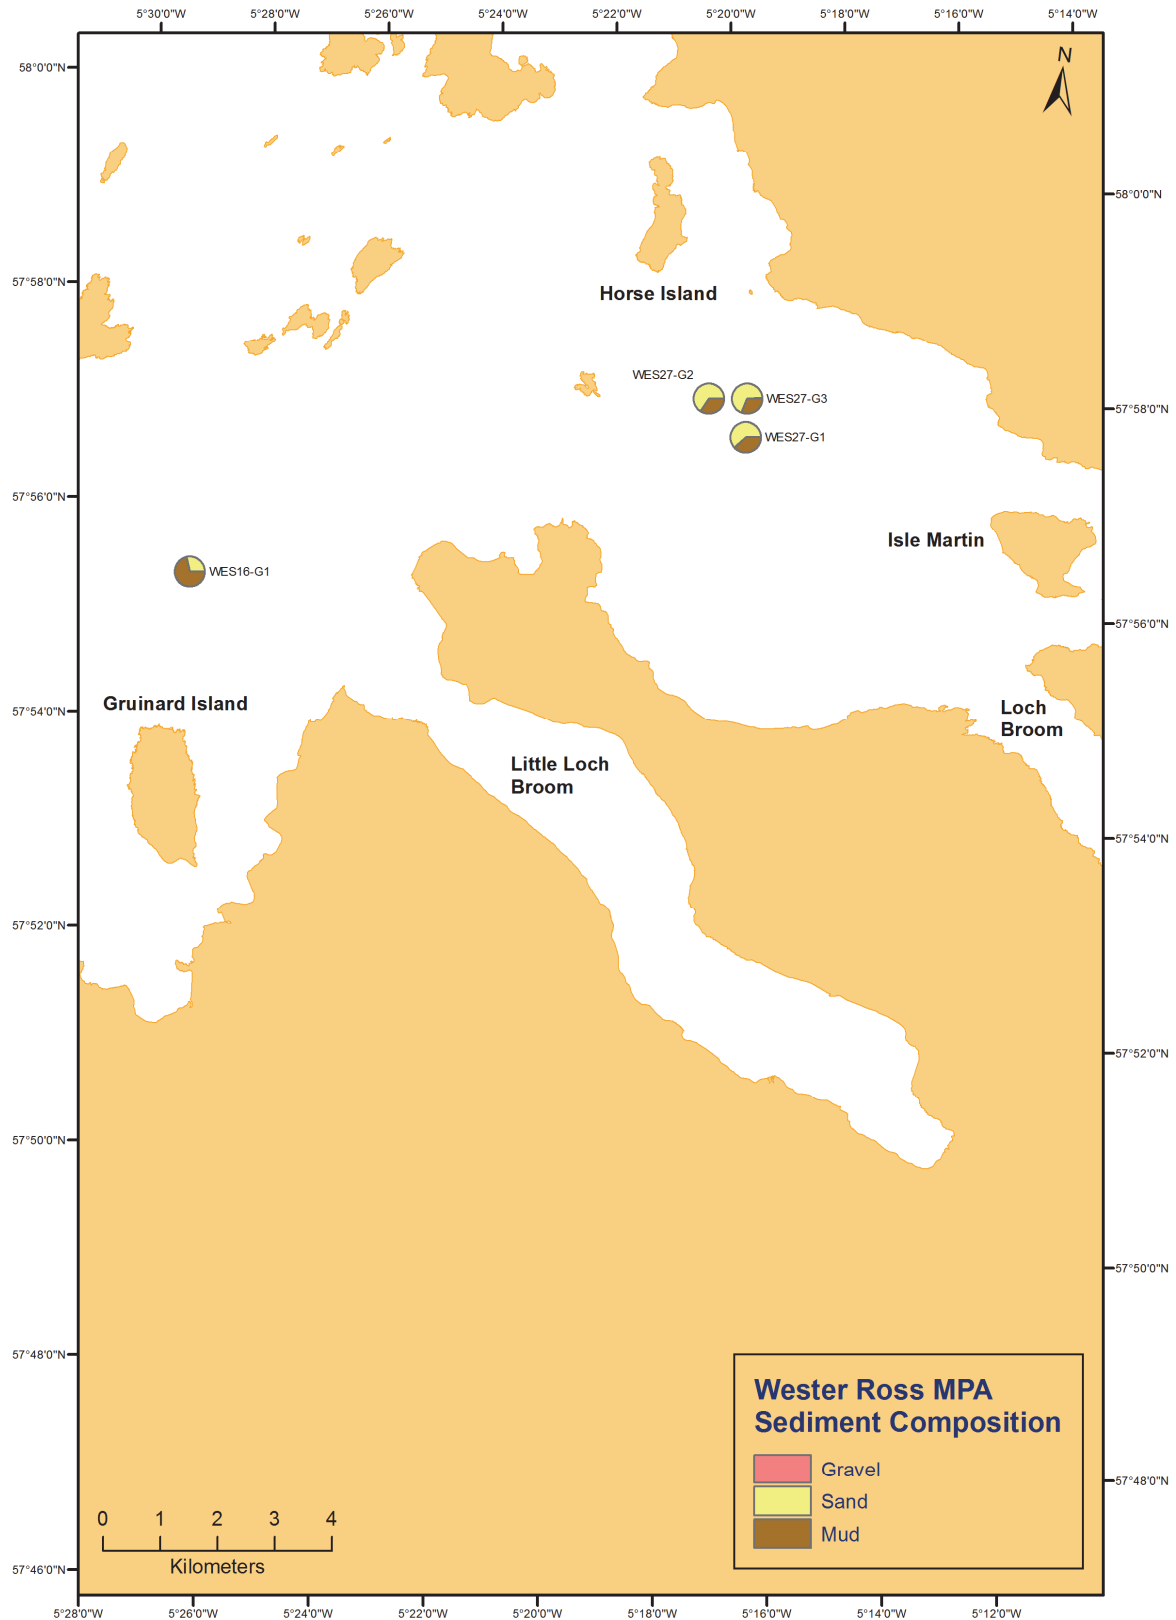 5°30'0"W 5°28'0"W 5°26'0"W 5°24'0"W 5°22'0"W 5°20'0"W 5°18'0"W 5°16'0"W 5°14'0"W
N
58°0'0"N
58°0'0"N
57°58'0"N
Horse Island
WES27-G2
WES27-G3
57°58'0"N
WES27-G1
57°56'0"N
Isle Martin
WES16-G1
57°56'0"N
Gruinard Island
57°54'0"N
Loch
Broom
Little Loch
Broom
57°54'0"N
57°52'0"N
57°52'0"N
57°50'0"N
57°50'0"N
57°48'0"N
Wester Ross MPA
Sediment Composition
Gravel
57°48'0"N
Sand
Mud
0 1 2 3 4
Kilometers
57°46'0"N
5°28'0"W 5°26'0"W 5°24'0"W 5°22'0"W 5°20'0"W 5°18'0"W 5°16'0"W 5°14'0"W 5°12'0"W